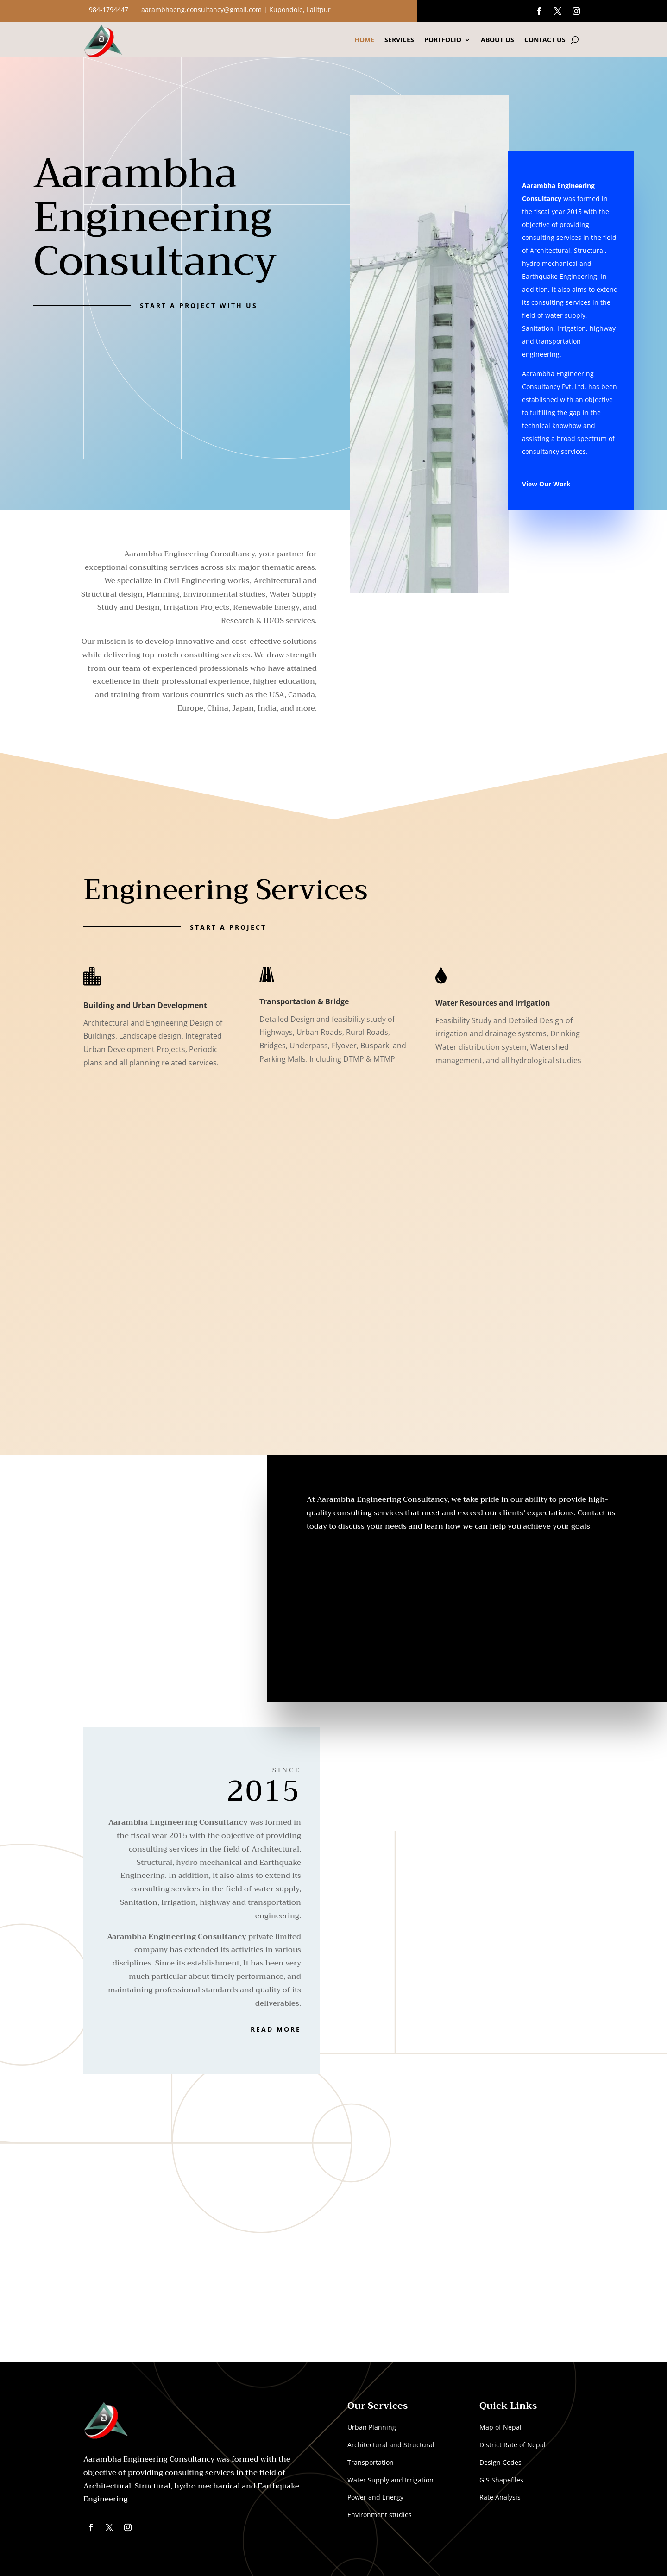 984-1794447 | aarambhaeng.consultancy@gmail.com | Kupondole, Lalitpur
HOME SERVICES PORTFOLIO ABOUT US CONTACT US
Aarambha
Engineering
Consultancy
START A PROJECT WITH US
Aarambha Engineering
Consultancy was formed in
the fiscal year 2015 with the
objective of providing
consulting services in the field
of Architectural, Structural,
hydro mechanical and
Earthquake Engineering. In
addition, it also aims to extend
its consulting services in the
field of water supply,
Sanitation, Irrigation, highway
and transportation
engineering.
Aarambha Engineering
Consultancy Pvt. Ltd. has been
established with an objective
to fulfilling the gap in the
technical knowhow and
assisting a broad spectrum of
consultancy services.
View Our Work
Aarambha Engineering Consultancy, your partner for
exceptional consulting services across six major thematic areas.
We specialize in Civil Engineering works, Architectural and
Structural design, Planning, Environmental studies, Water Supply
Study and Design, Irrigation Projects, Renewable Energy, and
Research & ID/OS services.
Our mission is to develop innovative and cost-effective solutions
while delivering top-notch consulting services. We draw strength
from our team of experienced professionals who have attained
excellence in their professional experience, higher education,
and training from various countries such as the USA, Canada,
Europe, China, Japan, India, and more.
Engineering Services
START A PROJECT
Building and Urban Development
Architectural and Engineering Design of
Buildings, Landscape design, Integrated
Urban Development Projects, Periodic
plans and all planning related services.
Transportation & Bridge
Detailed Design and feasibility study of
Highways, Urban Roads, Rural Roads,
Bridges, Underpass, Flyover, Buspark, and
Parking Malls. Including DTMP & MTMP
Water Resources and Irrigation
Feasibility Study and Detailed Design of
irrigation and drainage systems, Drinking
Water distribution system, Watershed
management, and all hydrological studies
At Aarambha Engineering Consultancy, we take pride in our ability to provide high-
quality consulting services that meet and exceed our clients' expectations. Contact us
today to discuss your needs and learn how we can help you achieve your goals.
SINCE
2015
Aarambha Engineering Consultancy was formed in
the fiscal year 2015 with the objective of providing
consulting services in the field of Architectural,
Structural, hydro mechanical and Earthquake
Engineering. In addition, it also aims to extend its
consulting services in the field of water supply,
Sanitation, Irrigation, highway and transportation
engineering.
Aarambha Engineering Consultancy private limited
company has extended its activities in various
disciplines. Since its establishment, It has been very
much particular about timely performance, and
maintaining professional standards and quality of its
deliverables.
READ MORE
Aarambha Engineering Consultancy was formed with the
objective of providing consulting services in the field of
Architectural, Structural, hydro mechanical and Earthquake
Engineering
Our Services
Urban Planning
Architectural and Structural
Transportation
Water Supply and Irrigation
Power and Energy
Environment studies
Quick Links
Map of Nepal
District Rate of Nepal
Design Codes
GIS Shapefiles
Rate Analysis